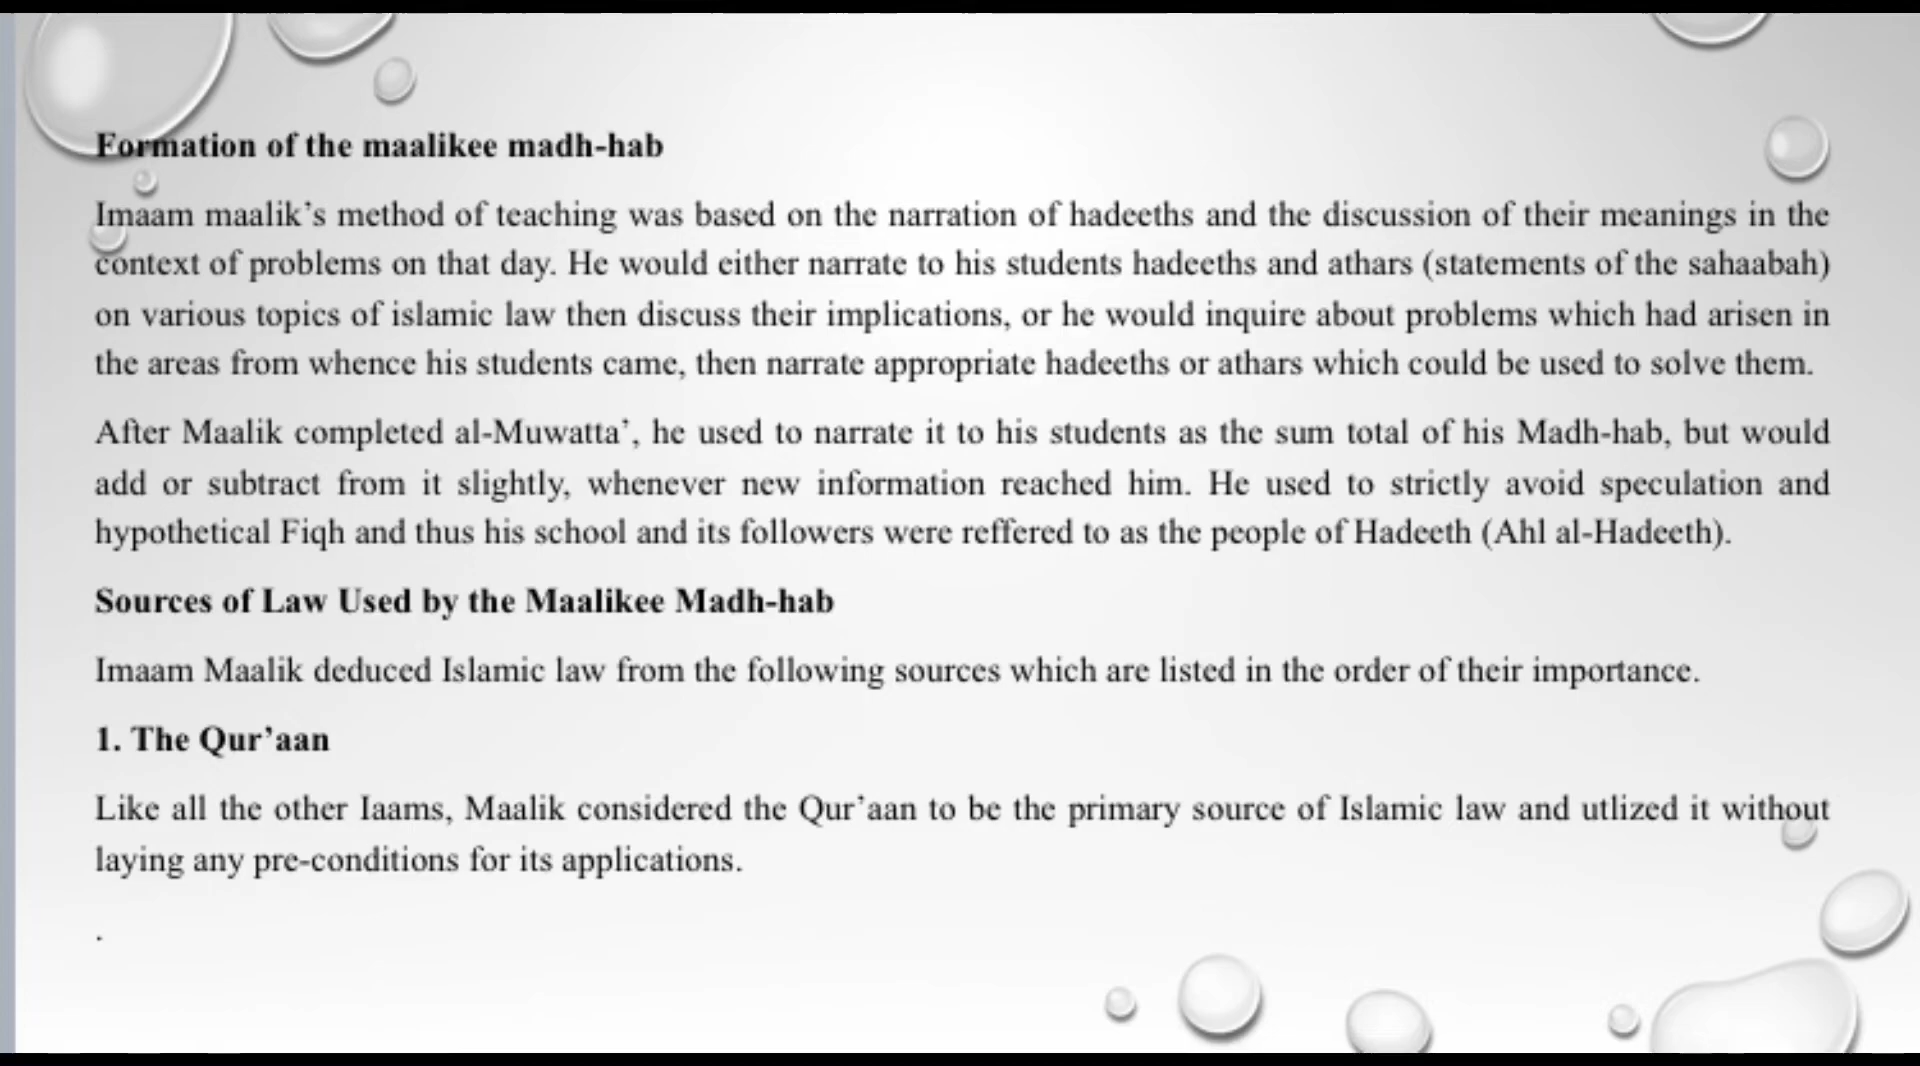 Formation of the maalikee madh-hab
Imaam maalik's method of teaching was based on the narration of hadeeths and the discussion of their meanings in the
context of problems on that day. He would either narrate to his students hadeeths and athars (statements of the sahaabah)
on various topics of islamic law then discuss their implications, or he would inquire about problems which had arisen in
the areas from whence his students came, then narrate appropriate hadeeths or athars which could be used to solve them.
After Maalik completed al-Muwatta', he used to narrate it to his students as the sum total of his Madh-hab, but would
add or subtract from it slightly, whenever new information reached him. He used to strictly avoid speculation and
hypothetical Fiqh and thus his school and its followers were reffered to as the people of Hadeeth (Ahl al-Hadeeth).
Sources of Law Used by the Maalikee Madh-hab
Imaam Maalik deduced Islamic law from the following sources which are listed in the order of their importance.
1. The Qur'aan
Like all the other Iaams, Maalik considered the Qur'aan to be the primary source of Islamic law and utlized it without
laying any pre-conditions for its applications.
.